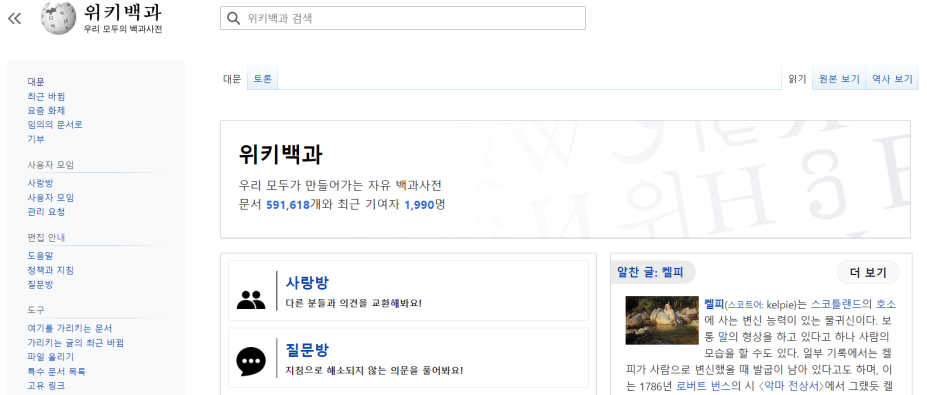 위키백과
우리 모두의 백과사전
위키백과 검색
대문
최근 바뀜
요즘 화제
임의의 문서로
기부
사용자 모임
사랑방
사용자 모임
관리 요청
편집 안내
도움말
정책과 지침
질문방
도구
여기를 가리키는 문서
가리키는 글의 최근 바뀜
파일 올리기
특수 문서 목록
고유 링크
대문 토론
읽기 원본 보기 역사 보기
위키백과
우리 모두가 만들어가는 자유 백과사전
문서 591,618개와 최근 기여자 1,990명
사랑방
다른 분들과 의견을 교환해봐요!
질문방
지침으로 해소되지 않는 의문을 풀어봐요!
알찬 글: 켈피
더 보기
켈피(스코트어: kelpie)는 스코틀랜드의 호소
에 사는 변신 능력이 있는 물귀신이다. 보
통 말의 형상을 하고 있다고 하나 사람의
모습을 할 수도 있다. 일부 기록에서는 켈
피가 사람으로 변신했을 때 발굽이 남아 있다고도 하며, 이
는 1786년 로버트 번스의 시 〈악마 전상서〉에서 그랬듯 켈